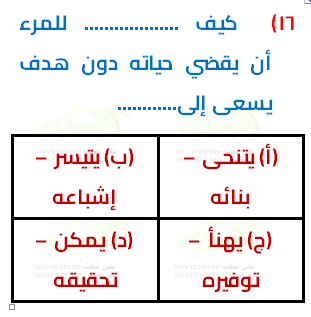 ١٦) كيف ................... للمرء
أن يقضي حياته دون هدف
يسعى إلى............
(أ) يتنحى –
بنائه
(ب) يتيسر –
إشباعه
(ج) يهنأ –
توفيره
(د) يمكن –
تحقيقه